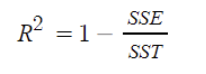 R² = 1 − SSE/SST